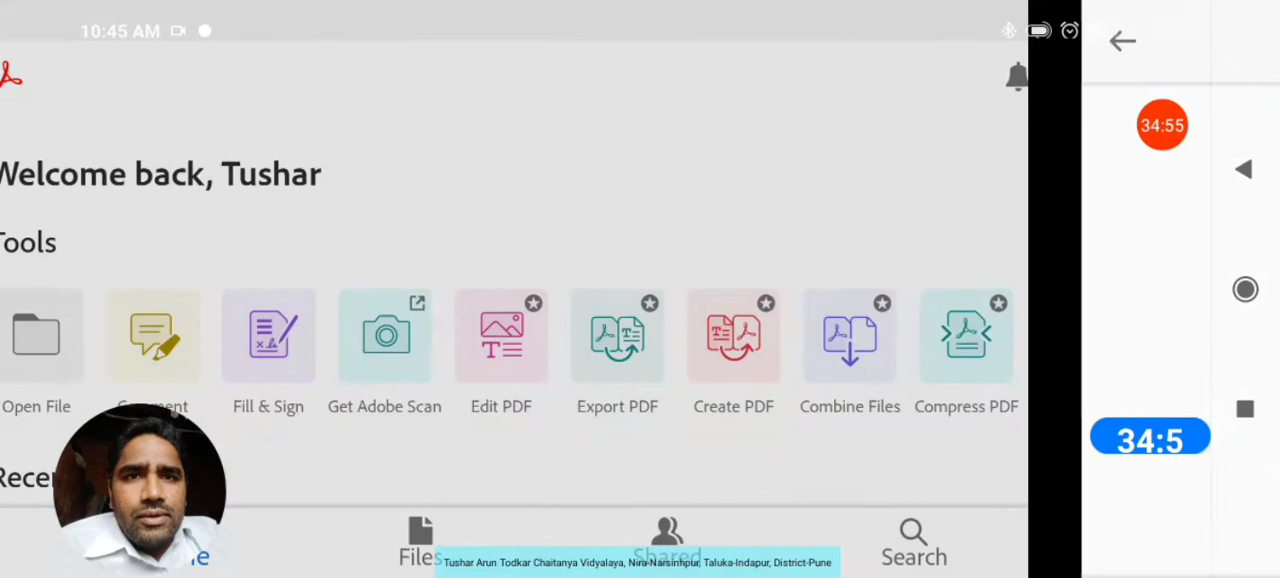 10:45 AM
34:55
Welcome back, Tushar
Tools
Open File
Comment
Fill & Sign
Get Adobe Scan
Edit PDF
Export PDF
Create PDF
Combine Files
Compress PDF
34:5
Files
Shared
Search
Tushar Arun Todkar Chaitanya Vidyalaya, Nira-Narsinhpur, Taluka-Indapur, District-Pune